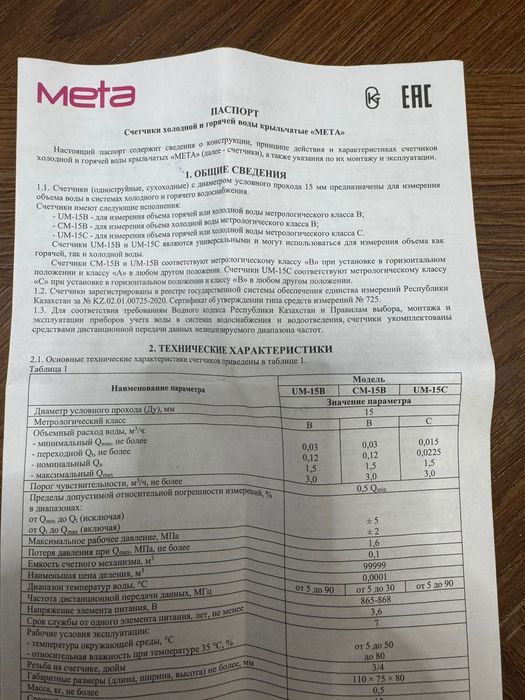 Meta
EAC
ПАСПОРТ
Счетчики холодной и горячей воды крыльчатые «МЕТА»
Настоящий паспорт содержит сведения о конструкции, принципе действия и характеристиках счетчиков
холодной и горячей воды крыльчатых «МЕТА» (далее - счетчики), а также указания по их монтажу и эксплуатации.
1. ОБЩИЕ СВЕДЕНИЯ
1.1. Счетчики (одноструйные, сухоходные) с диаметром условного прохода 15 мм предназначены для измерения
объема воды в системах холодного и горячего водоснабжения.
Счетчики имеют следующие исполнения:
- UM-15В - для измерения объема горячей или холодной воды метрологического класса В;
- СМ-15В - для измерения объема холодной воды метрологического класса В;
- UM-15С - для измерения объема горячей или холодной воды метрологического класса С.
Счетчики UM-15В и UM-15С являются универсальными и могут использоваться для измерения объема как
горячей, так и холодной воды.
Счетчики СМ-15В и UM-15В соответствуют метрологическому классу «В» при установке в горизонтальном
положении и классу «А» в любом другом положении. Счетчики UM-15С соответствуют метрологическому классу
«С» при установке в горизонтальном положении и классу «В» в любом другом положении.
1.2. Счетчики зарегистрированы в реестре государственной системы обеспечения единства измерений Республики
Казахстан за № KZ.02.01.00725-2020. Сертификат об утверждении типа средств измерений № 725.
1.3. Для соответствия требованиям Водного кодекса Республики Казахстан и Правилам выбора, монтажа и
эксплуатации приборов учета воды в системах водоснабжения и водоотведения, счетчики укомплектованы
средствами дистанционной передачи данных нелицензируемого диапазона частот.
2. ТЕХНИЧЕСКИЕ ХАРАКТЕРИСТИКИ
2.1. Основные технические характеристики счетчиков приведены в таблице 1.
Таблица 1
Наименование параметра
Модель
UM-15В СМ-15В UM-15С
Значение параметра
Диаметр условного прохода (Ду), мм 15
Метрологический класс В В С
Объемный расход воды, м³/ч:
- минимальный Qmin, не более 0,03 0,03 0,015
- переходной Qt, не более 0,12 0,12 0,0225
- номинальный Qn 1,5 1,5 1,5
- максимальный Qmax 3,0 3,0 3,0
Порог чувствительности, м³/ч, не более 0,5 Qmin
Пределы допустимой относительной погрешности измерений, %
в диапазонах:
от Qmin до Qt (исключая) ± 5
от Qt до Qmax (включая) ± 2
Максимальное рабочее давление, МПа 1,6
Потеря давления при Qmax, МПа, не более 0,1
Емкость счетного механизма, м³ 99999
Наименьшая цена деления, м³ 0,0001
Диапазон температур воды, °С от 5 до 90 от 5 до 30 от 5 до 90
Частота дистанционной передачи данных, МГц 865-868
Напряжение элемента питания, В 3,6
Срок службы от одного элемента питания, лет, не менее 7
Рабочие условия эксплуатации:
- температура окружающей среды, °С от 5 до 50
- относительная влажность при температуре 35 °С, % до 80
Резьба на счетчике, дюйм 3/4
Габаритные размеры (длина, ширина, высота) не более, мм 110 × 75 × 80
Масса, кг, не более 0,5